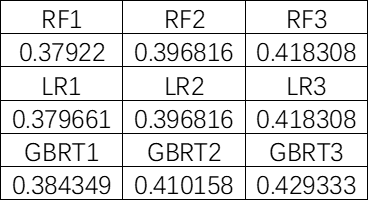 RF1 RF2 RF3
0.37922 0.396816 0.418308
LR1 LR2 LR3
0.379661 0.396816 0.418308
GBRT1 GBRT2 GBRT3
0.384349 0.410158 0.429333